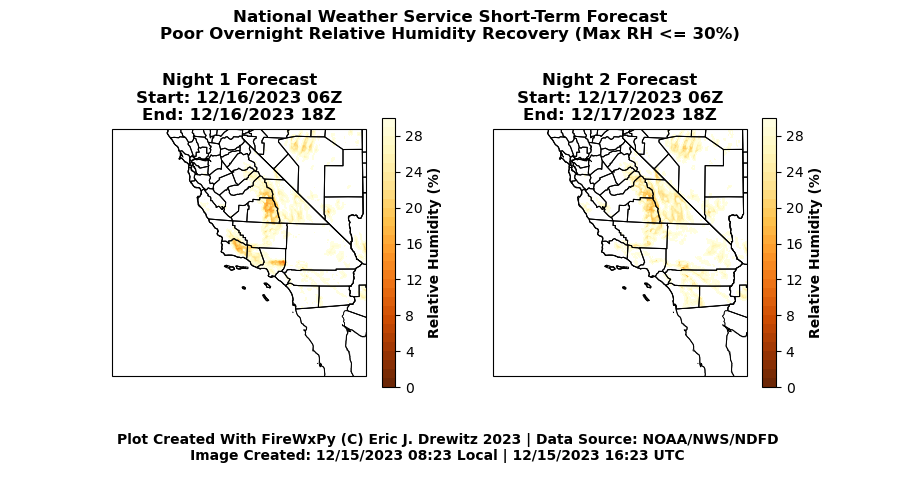 National Weather Service Short-Term Forecast
Poor Overnight Relative Humidity Recovery (Max RH <= 30%)
Night 1 Forecast
Start: 12/16/2023 06Z
End: 12/16/2023 18Z
28
24
20
16
12
8
4
0
Relative Humidity (%)
Night 2 Forecast
Start: 12/17/2023 06Z
End: 12/17/2023 18Z
28
24
20
16
12
8
4
0
Relative Humidity (%)
Plot Created With FireWxPy (C) Eric J. Drewitz 2023 | Data Source: NOAA/NWS/NDFD
Image Created: 12/15/2023 08:23 Local | 12/15/2023 16:23 UTC